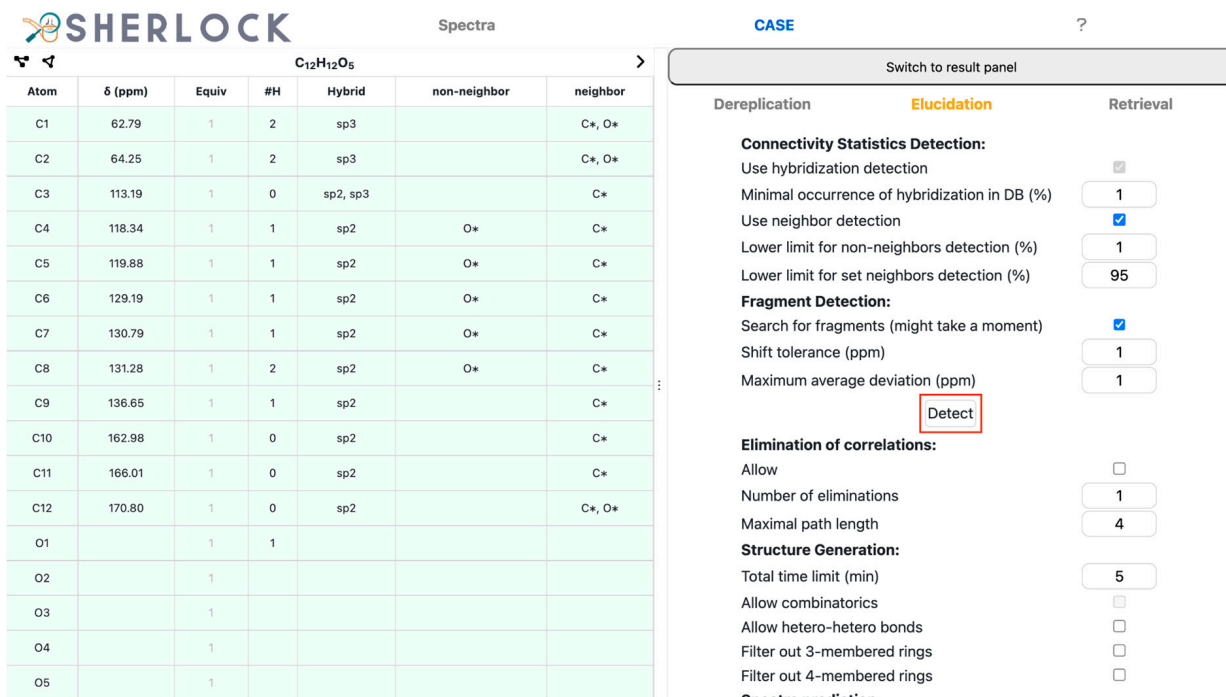 SHERLOCK Spectra CASE ?
C₁₂H₁₂O₅
Atom δ (ppm) Equiv #H Hybrid non-neighbor neighbor
C1 62.79 1 2 sp3 C*, O*
C2 64.25 1 2 sp3 C*, O*
C3 113.19 1 0 sp2, sp3 C*
C4 118.34 1 1 sp2 O* C*
C5 119.88 1 1 sp2 O* C*
C6 129.19 1 1 sp2 O* C*
C7 130.79 1 1 sp2 O* C*
C8 131.28 1 2 sp2 O* C*
C9 136.65 1 1 sp2 C*
C10 162.98 1 0 sp2 C*
C11 166.01 1 0 sp2 C*
C12 170.80 1 0 sp2 C*, O*
O1 1 1
O2 1
O3 1
O4 1
O5 1
Switch to result panel
Dereplication Elucidation Retrieval
Connectivity Statistics Detection:
Use hybridization detection
Minimal occurrence of hybridization in DB (%) 1
Use neighbor detection
Lower limit for non-neighbors detection (%) 1
Lower limit for set neighbors detection (%) 95
Fragment Detection:
Search for fragments (might take a moment)
Shift tolerance (ppm) 1
Maximum average deviation (ppm) 1
Detect
Elimination of correlations:
Allow
Number of eliminations 1
Maximal path length 4
Structure Generation:
Total time limit (min) 5
Allow combinatorics
Allow hetero-hetero bonds
Filter out 3-membered rings
Filter out 4-membered rings